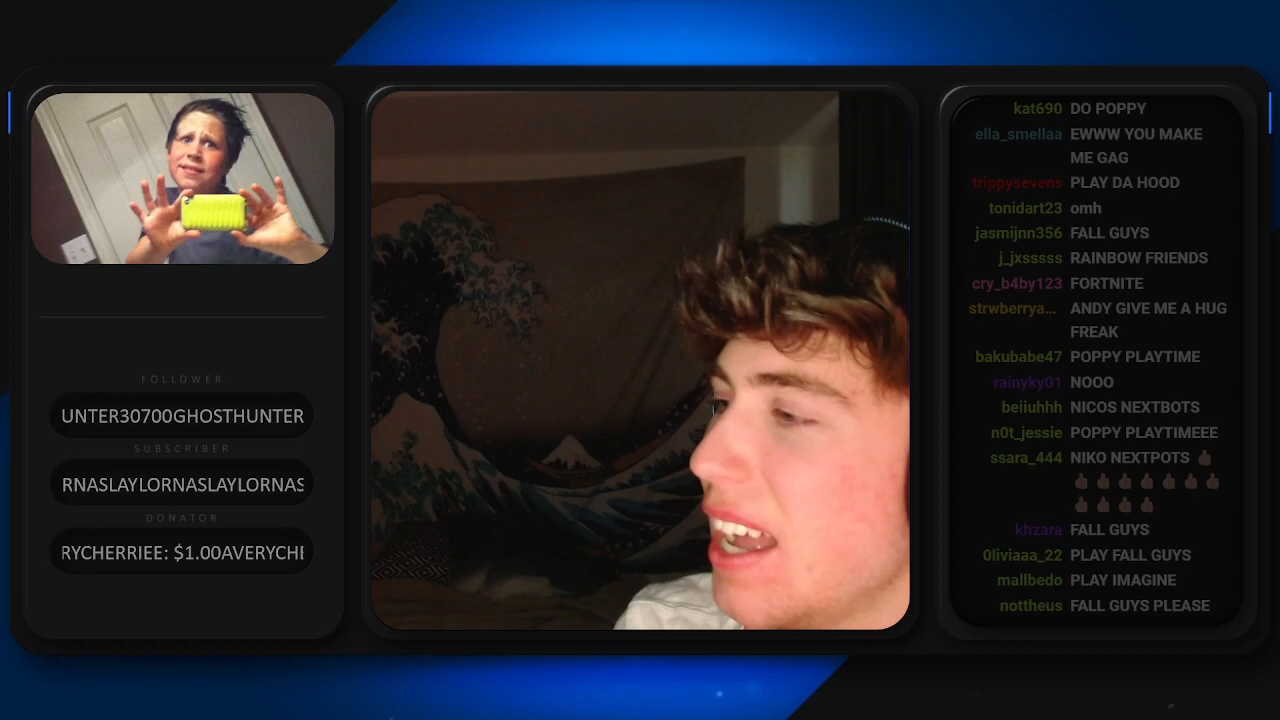 FOLLOWER
UNTER30700GHOSTHUNTER
SUBSCRIBER
RNASLAYLORNASLAYLORNAS
DONATOR
RYCHERRIEE: $1.00AVERYCHE
kat690 DO POPPY
ella_smellaa EWWW YOU MAKE
ME GAG
trippysevens PLAY DA HOOD
tonidart23 omh
jasmijnn356 FALL GUYS
j_jxsssss RAINBOW FRIENDS
cry_b4by123 FORTNITE
strwberrya... ANDY GIVE ME A HUG
FREAK
bakubabe47 POPPY PLAYTIME
rainyky01 NOOO
beiiuhhh NICOS NEXTBOTS
n0t_jessie POPPY PLAYTIMEEE
ssara_444 NIKO NEXTPOTS 👍🏿
👍🏿👍🏿👍🏿👍🏿👍🏿👍🏿👍🏿
👍🏿👍🏿👍🏿👍🏿
khzara FALL GUYS
0liviaaa_22 PLAY FALL GUYS
mallbedo PLAY IMAGINE
nottheus FALL GUYS PLEASE